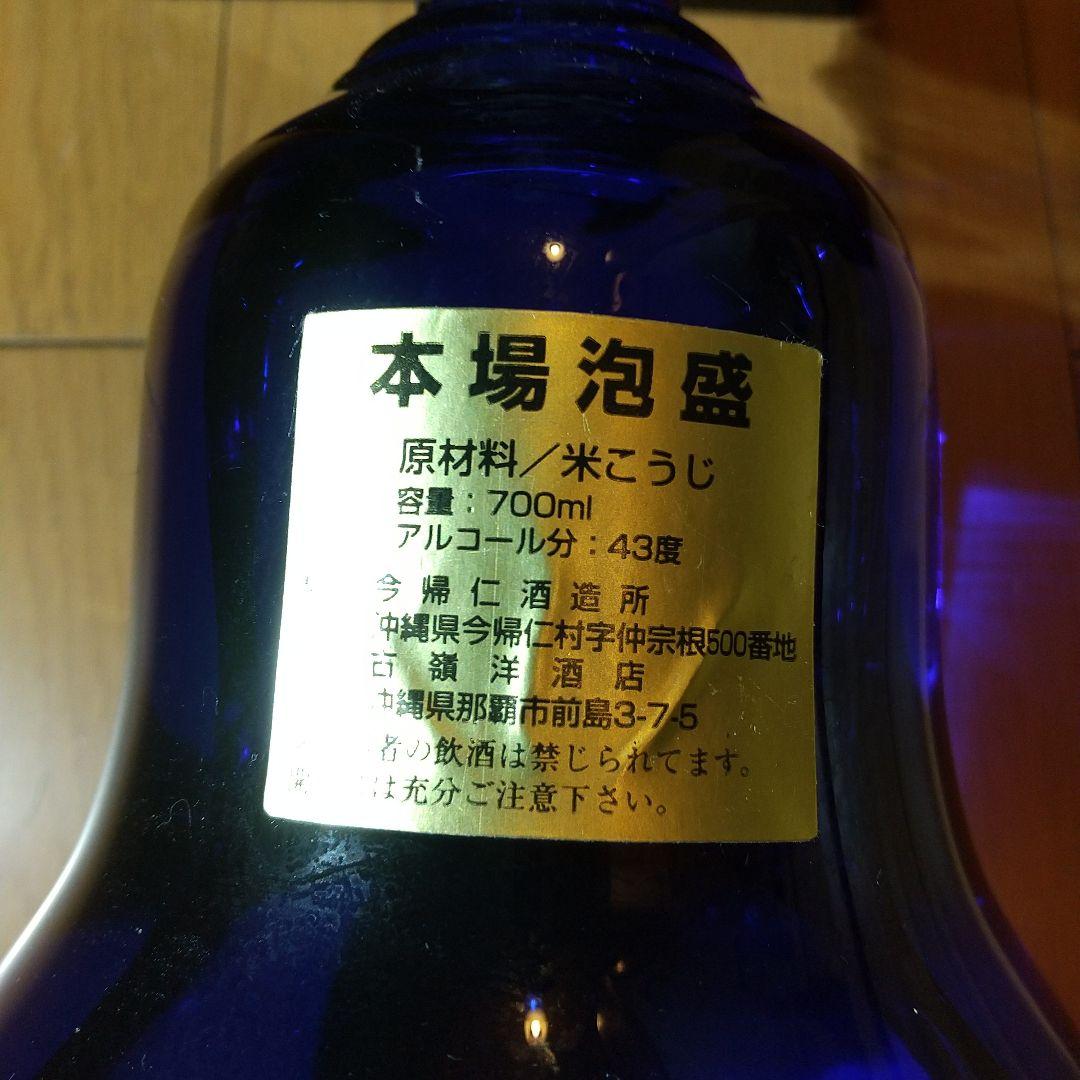 本場泡盛
原材料／米こうじ
容量：700ml
アルコール分：43度
今帰仁酒造所
沖縄県今帰仁村字仲宗根500番地
嶺洋酒店
沖縄県那覇市前島3-7-5
者の飲酒は禁じられてます。
は充分ご注意下さい。